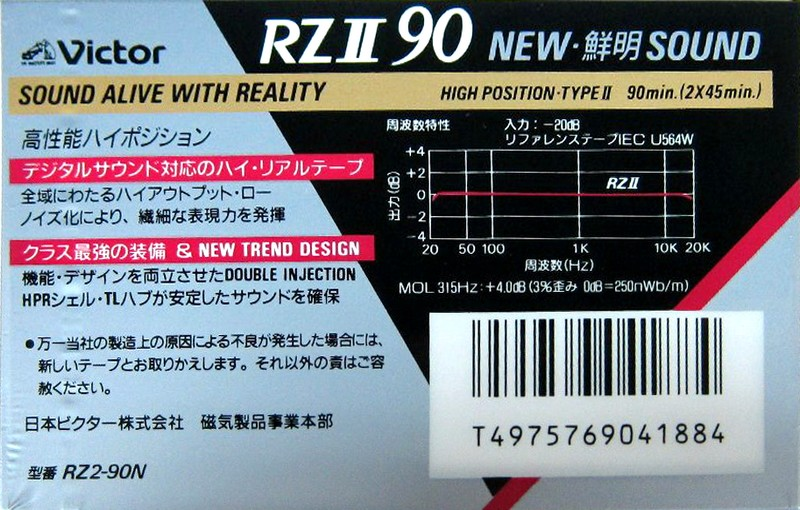 Victor
RZⅡ90 NEW·鮮明SOUND
SOUND ALIVE WITH REALITY
HIGH POSITION·TYPEⅡ 90min.(2X45min.)
高性能ハイポジション
デジタルサウンド対応のハイ・リアルテープ
全域にわたるハイアウトプット・ロー
ノイズ化により、繊細な表現力を発揮
クラス最強の装備 & NEW TREND DESIGN
機能・デザインを両立させたDOUBLE INJECTION
HPRシェル・TLハブが安定したサウンドを確保
●万一当社の製造上の原因による不良が発生した場合には、
新しいテープとお取りかえします。それ以外の責はご容
赦ください。
日本ビクター株式会社 磁気製品事業本部
型番 RZ2-90N
周波数特性 入力：-20dB
リファレンステープIEC U564W
出力(dB)
+4
+2
0
-2
-4
RZⅡ
20 50 100 1K 10K 20K
周波数(Hz)
MOL 315Hz:+4.0dB(3%歪み 0dB=250nWb/m)
T4975769041884